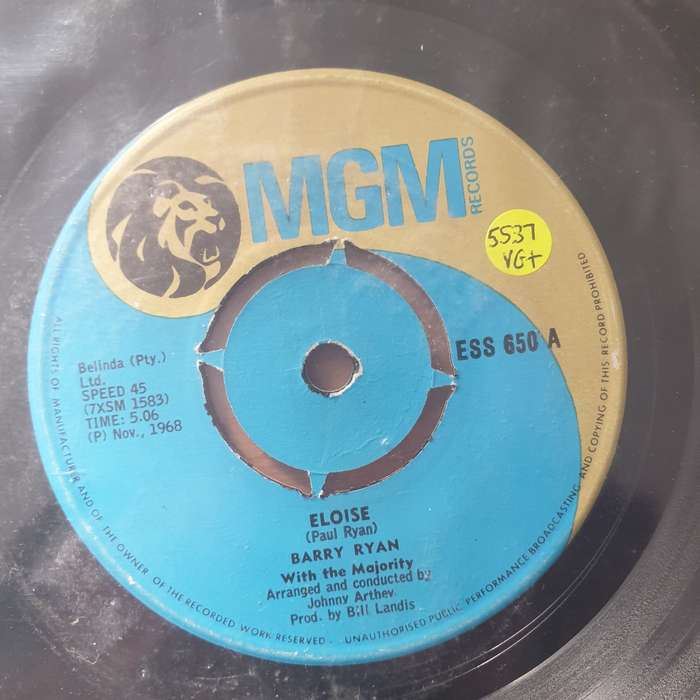 MGM
RECORDS
5537
VG+
ESS 650 A
Belinda (Pty.)
Ltd.
SPEED 45
(7XSM 1583)
TIME: 5.06
(P) Nov., 1968
ELOISE
(Paul Ryan)
BARRY RYAN
With the Majority
Arranged and conducted by
Johnny Arthey
Prod. by Bill Landis
ALL RIGHTS OF MANUFACTURER AND OF THE OWNER OF THE RECORDED WORK RESERVED - UNAUTHORISED PUBLIC PERFORMANCE BROADCASTING AND COPYING OF THIS RECORD PROHIBITED